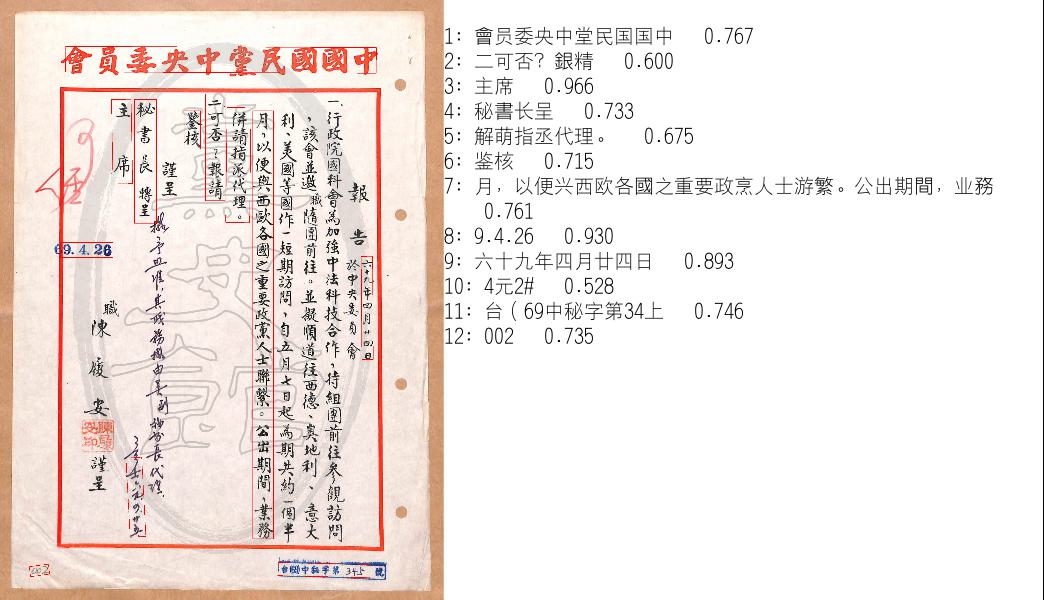 中國國民黨中央委員會
報告 六十九年四月廿四日
於中央委員會
一、行政院國科會為加強中法科技合作，特組團前往參觀訪問
，該會並邀職隨團前往。並擬順道往西德、奧地利、意大
利、美國等國作一短期訪問，自五月七日起為期共約一個半
月，以便與西歐各國之重要政黨人士聯繫。公出期間，業務
併請指派代理。
二可否？報請
鑒核
謹呈
秘書長 蔣呈
主席
69.4.26
職
陳履安
謹呈
台(69)中秘字第345號
002
1: 會员委央中堂民国国中 0.767
2: 二可否? 銀精 0.600
3: 主席 0.966
4: 秘書长呈 0.733
5: 解萌指丞代理。 0.675
6: 鉴核 0.715
7: 月, 以便兴西欧各國之重要政烹人士游繁。公出期間, 业務
0.761
8: 9.4.26 0.930
9: 六十九年四月廿四日 0.893
10: 4元2# 0.528
11: 台（69中秘字第34上 0.746
12: 002 0.735